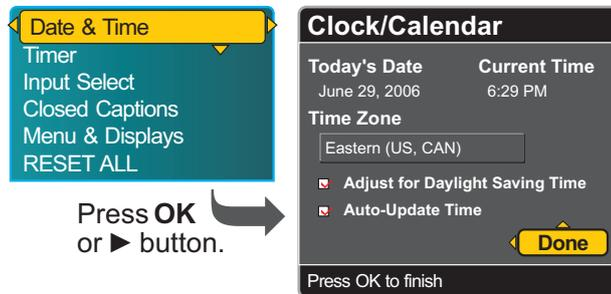 Date & Time
Timer
Input Select
Closed Captions
Menu & Displays
RESET ALL
Press OK
or ► button.
Clock/Calendar
Today's Date Current Time
June 29, 2006 6:29 PM
Time Zone
Eastern (US, CAN)
Adjust for Daylight Saving Time
Auto-Update Time
Done
Press OK to finish